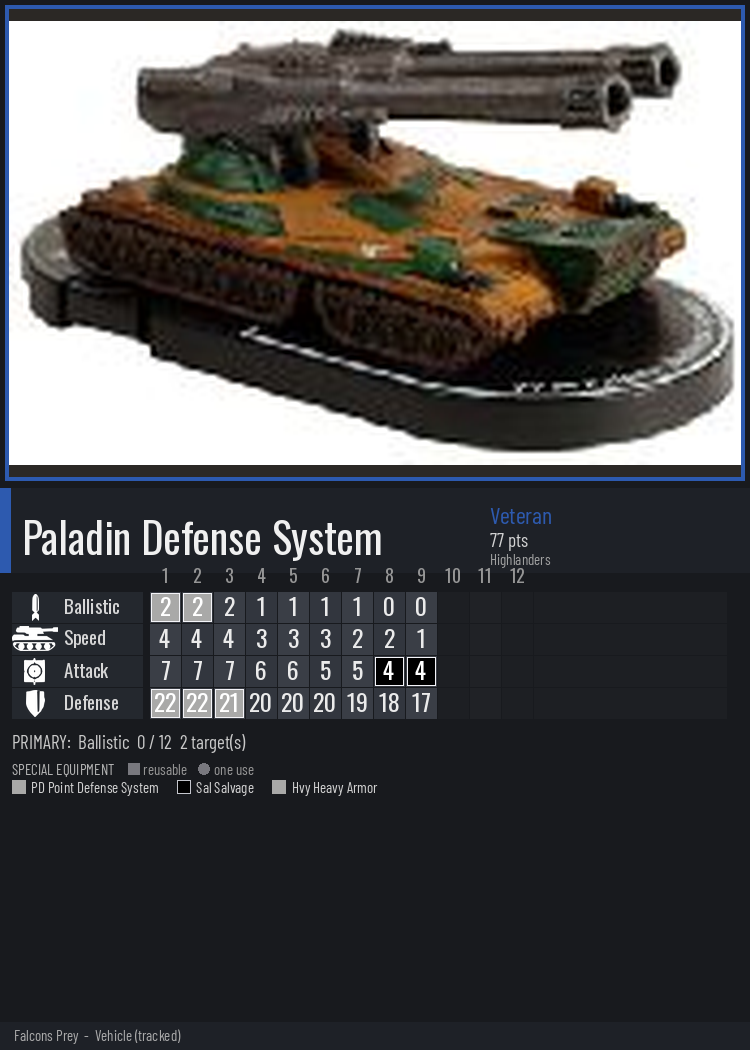 Paladin Defense System
Veteran
77 pts
Highlanders
1 2 3 4 5 6 7 8 9 10 11 12
Ballistic 2 2 2 1 1 1 1 0 0
Speed 4 4 4 3 3 3 2 2 1
Attack 7 7 7 6 6 5 5 4 4
Defense 22 22 21 20 20 20 19 18 17
PRIMARY: Ballistic 0 / 12 2 target(s)
SPECIAL EQUIPMENT reusable one use
PD Point Defense System Sal Salvage Hvy Heavy Armor
Falcons Prey - Vehicle (tracked)